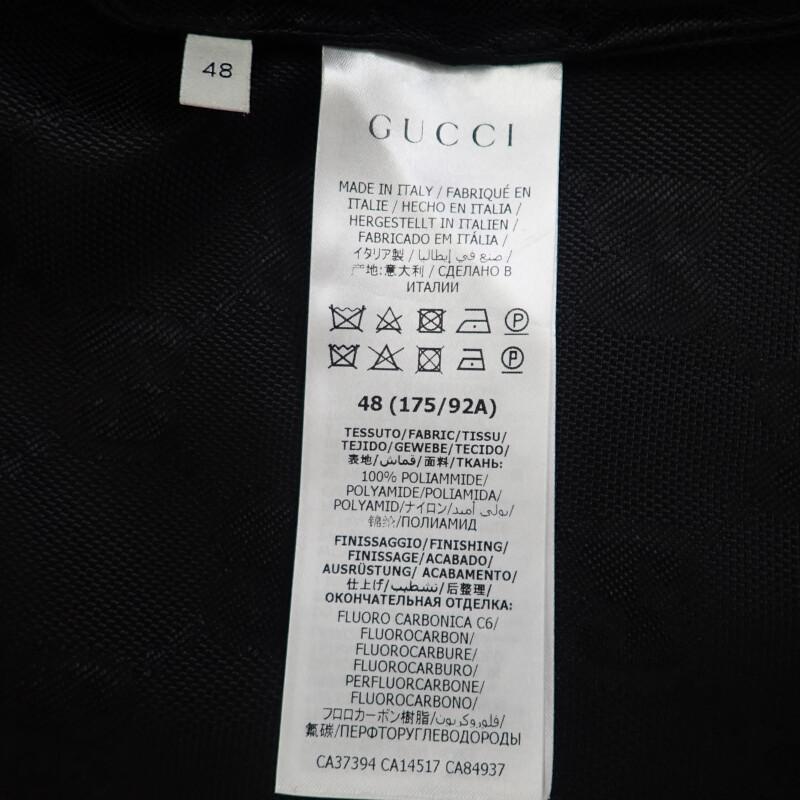 48
GUCCI
MADE IN ITALY / FABRIQUÉ EN
ITALIE / HECHO EN ITALIA /
HERGESTELLT IN ITALIEN /
FABRICADO EM ITÁLIA /
イタリア製 / صنع في إيطاليا /
产地:意大利 / СДЕЛАНО В
ИТАЛИИ
P
P
48 (175/92A)
TESSUTO/FABRIC/TISSU/
TEJIDO/GEWEBE/TECIDO/
表地/قماش/面料/ТКАНЬ:
100% POLIAMMIDE/
POLYAMIDE/POLIAMIDA/
POLYAMID/ナイロン/بولي أميد/
锦纶/ПОЛИАМИД
FINISSAGGIO/FINISHING/
FINISSAGE/ACABADO/
AUSRÜSTUNG/ ACABAMENTO/
仕上げ/تشطيب/后整理/
ОКОНЧАТЕЛЬНАЯ ОТДЕЛКА:
FLUORO CARBONICA C6/
FLUOROCARBON/
FLUOROCARBURE/
FLUOROCARBURO/
PERFLUORCARBONE/
FLUOROCARBONO/
フロロカーボン樹脂/فلوروكربون/
氟碳/ПЕРФТОРУГЛЕВОДОРОДЫ
CA37394 CA14517 CA84937